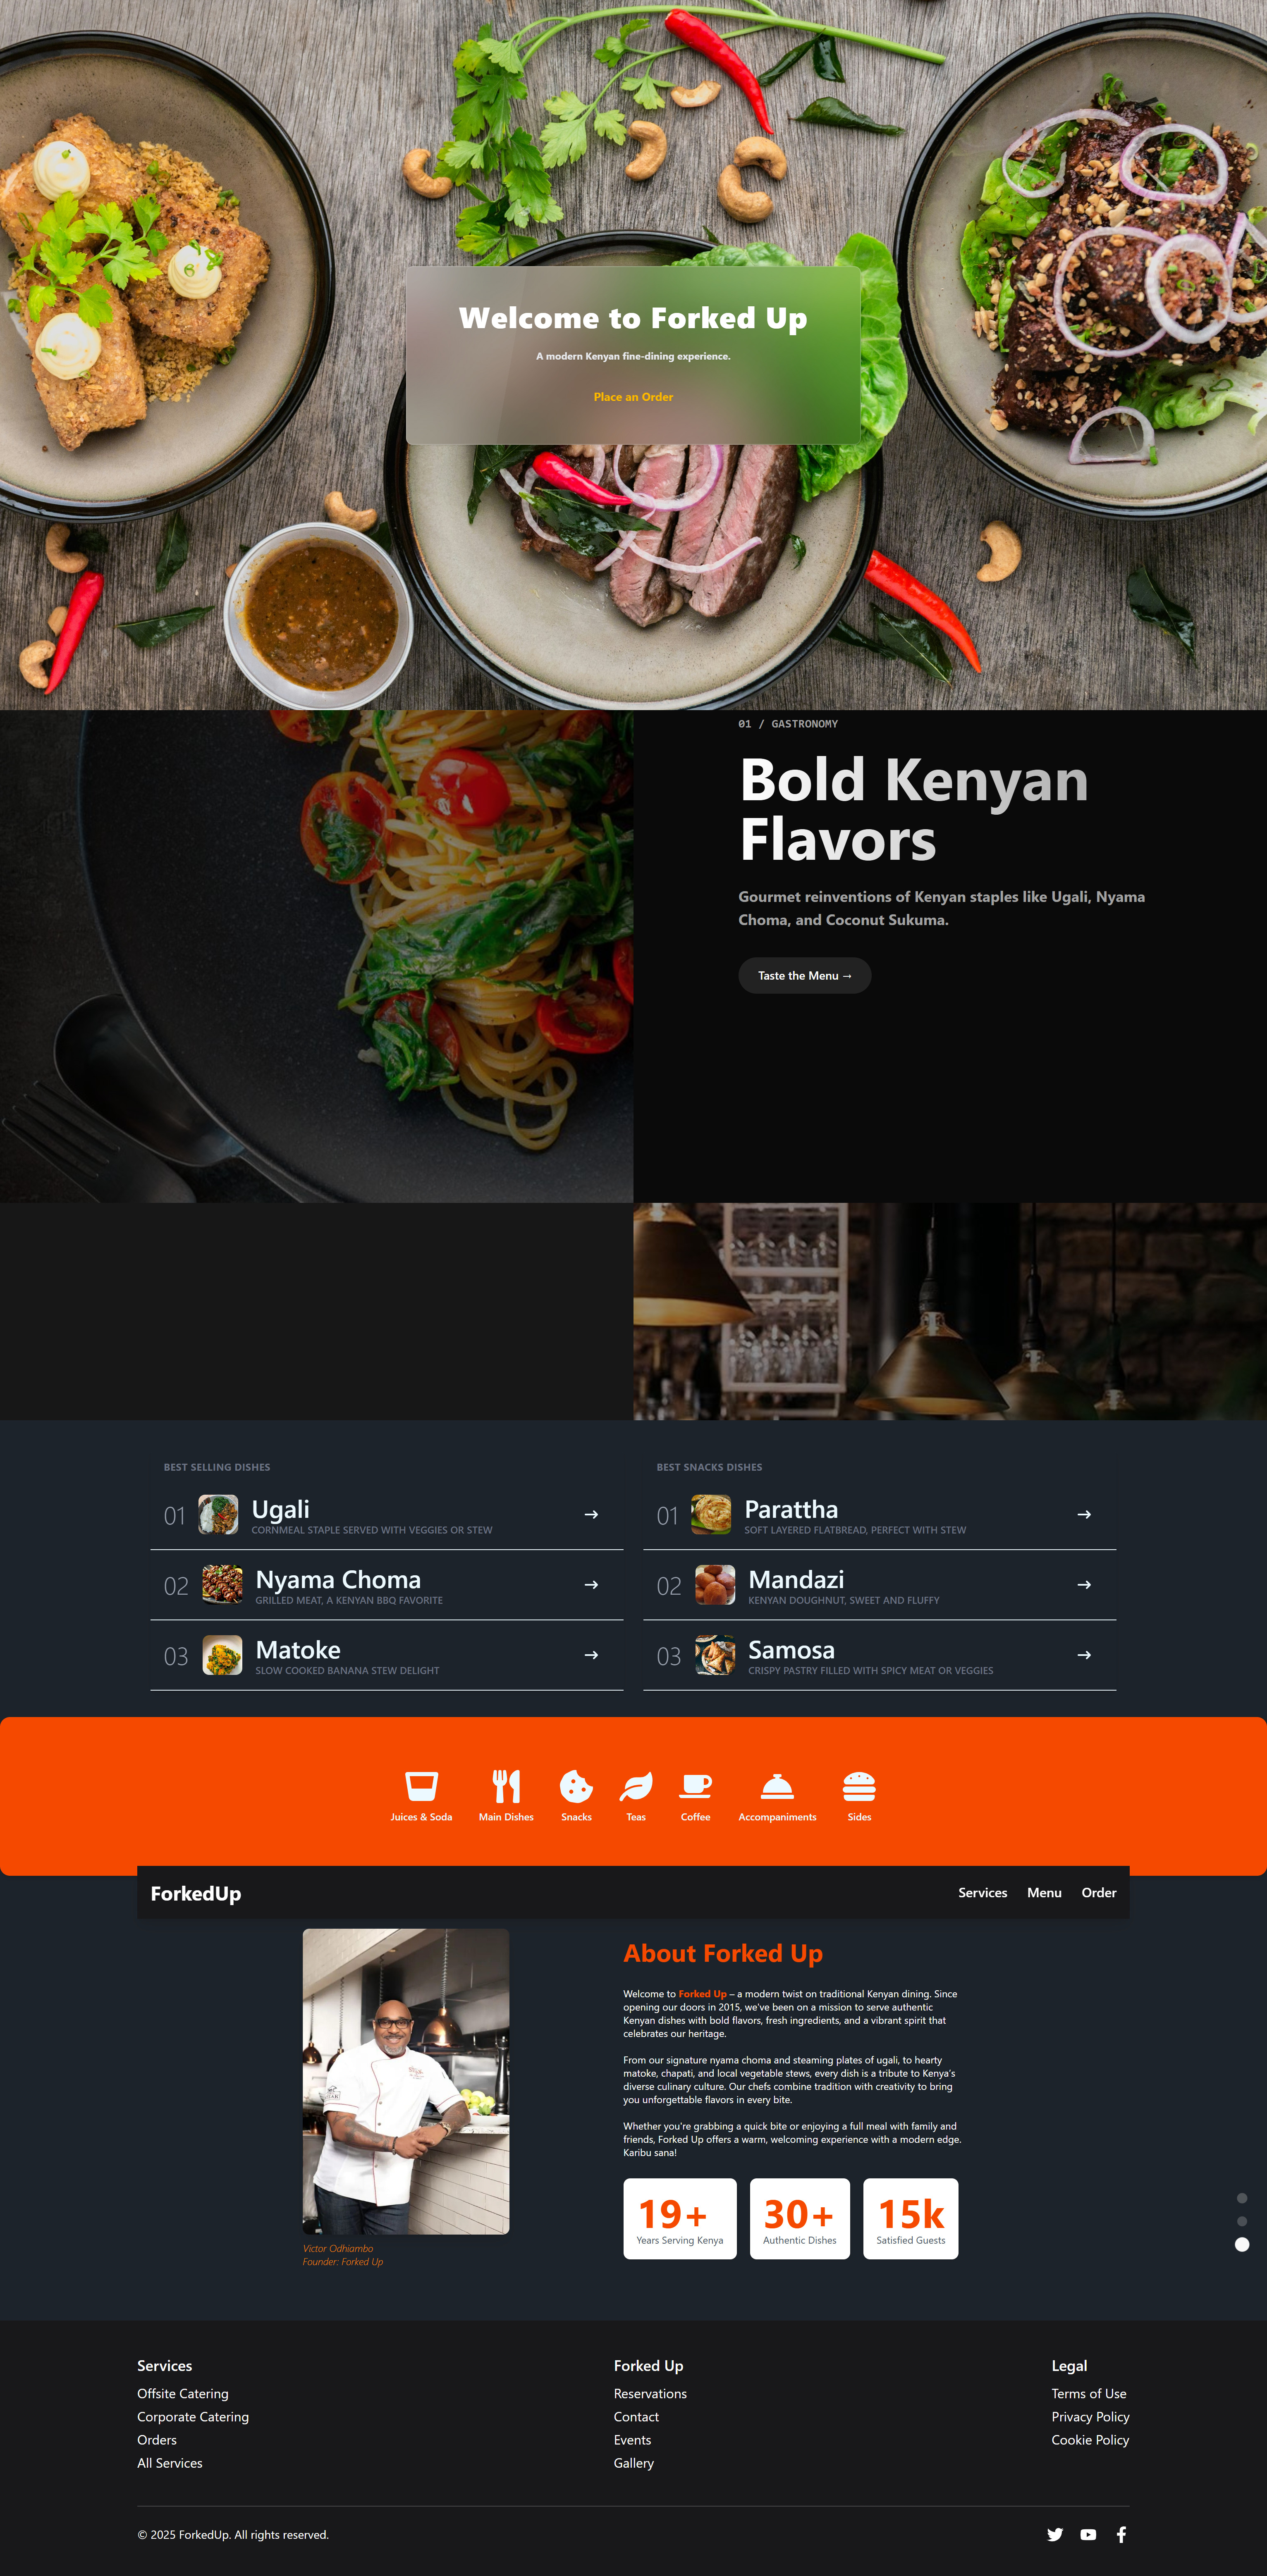 Welcome to Forked Up
A modern Kenyan fine-dining experience.
Place an Order
01 / GASTRONOMY
Bold Kenyan
Flavors
Gourmet reinventions of Kenyan staples like Ugali, Nyama
Choma, and Coconut Sukuma.
Taste the Menu →
BEST SELLING DISHES
01 Ugali →
CORNMEAL STAPLE SERVED WITH VEGGIES OR STEW
02 Nyama Choma →
GRILLED MEAT, A KENYAN BBQ FAVORITE
03 Matoke →
SLOW COOKED BANANA STEW DELIGHT
BEST SNACKS DISHES
01 Parattha →
SOFT LAYERED FLATBREAD, PERFECT WITH STEW
02 Mandazi →
KENYAN DOUGHNUT, SWEET AND FLUFFY
03 Samosa →
CRISPY PASTRY FILLED WITH SPICY MEAT OR VEGGIES
Juices & Soda Main Dishes Snacks Teas Coffee Accompaniments Sides
ForkedUp Services Menu Order
Victor Odhiambo
Founder: Forked Up
About Forked Up
Welcome to Forked Up – a modern twist on traditional Kenyan dining. Since
opening our doors in 2015, we've been on a mission to serve authentic
Kenyan dishes with bold flavors, fresh ingredients, and a vibrant spirit that
celebrates our heritage.
From our signature nyama choma and steaming plates of ugali, to hearty
matoke, chapati, and local vegetable stews, every dish is a tribute to Kenya's
diverse culinary culture. Our chefs combine tradition with creativity to bring
you unforgettable flavors in every bite.
Whether you're grabbing a quick bite or enjoying a full meal with family and
friends, Forked Up offers a warm, welcoming experience with a modern edge.
Karibu sana!
19+ 30+ 15k
Years Serving Kenya Authentic Dishes Satisfied Guests
Services
Offsite Catering
Corporate Catering
Orders
All Services
Forked Up
Reservations
Contact
Events
Gallery
Legal
Terms of Use
Privacy Policy
Cookie Policy
© 2025 ForkedUp. All rights reserved.